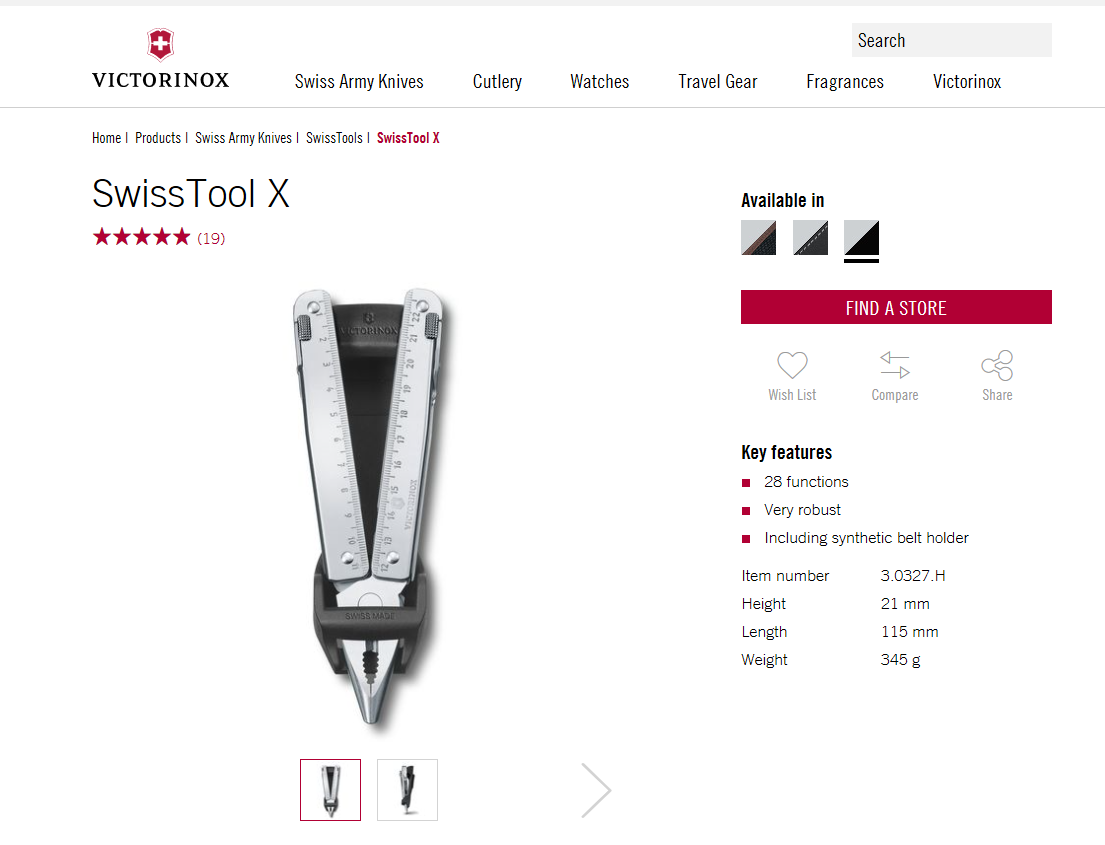 Search
VICTORINOX
Swiss Army Knives
Cutlery
Watches
Travel Gear
Fragrances
Victorinox
Home | Products | Swiss Army Knives | SwissTools | SwissTool X
SwissTool X
(19)
VICTORINOX
VICTORINOX
SWISS MADE
Available in
FIND A STORE
Wish List
Compare
Share
Key features
28 functions
Very robust
Including synthetic belt holder
Item number 3.0327.H
Height 21 mm
Length 115 mm
Weight 345 g